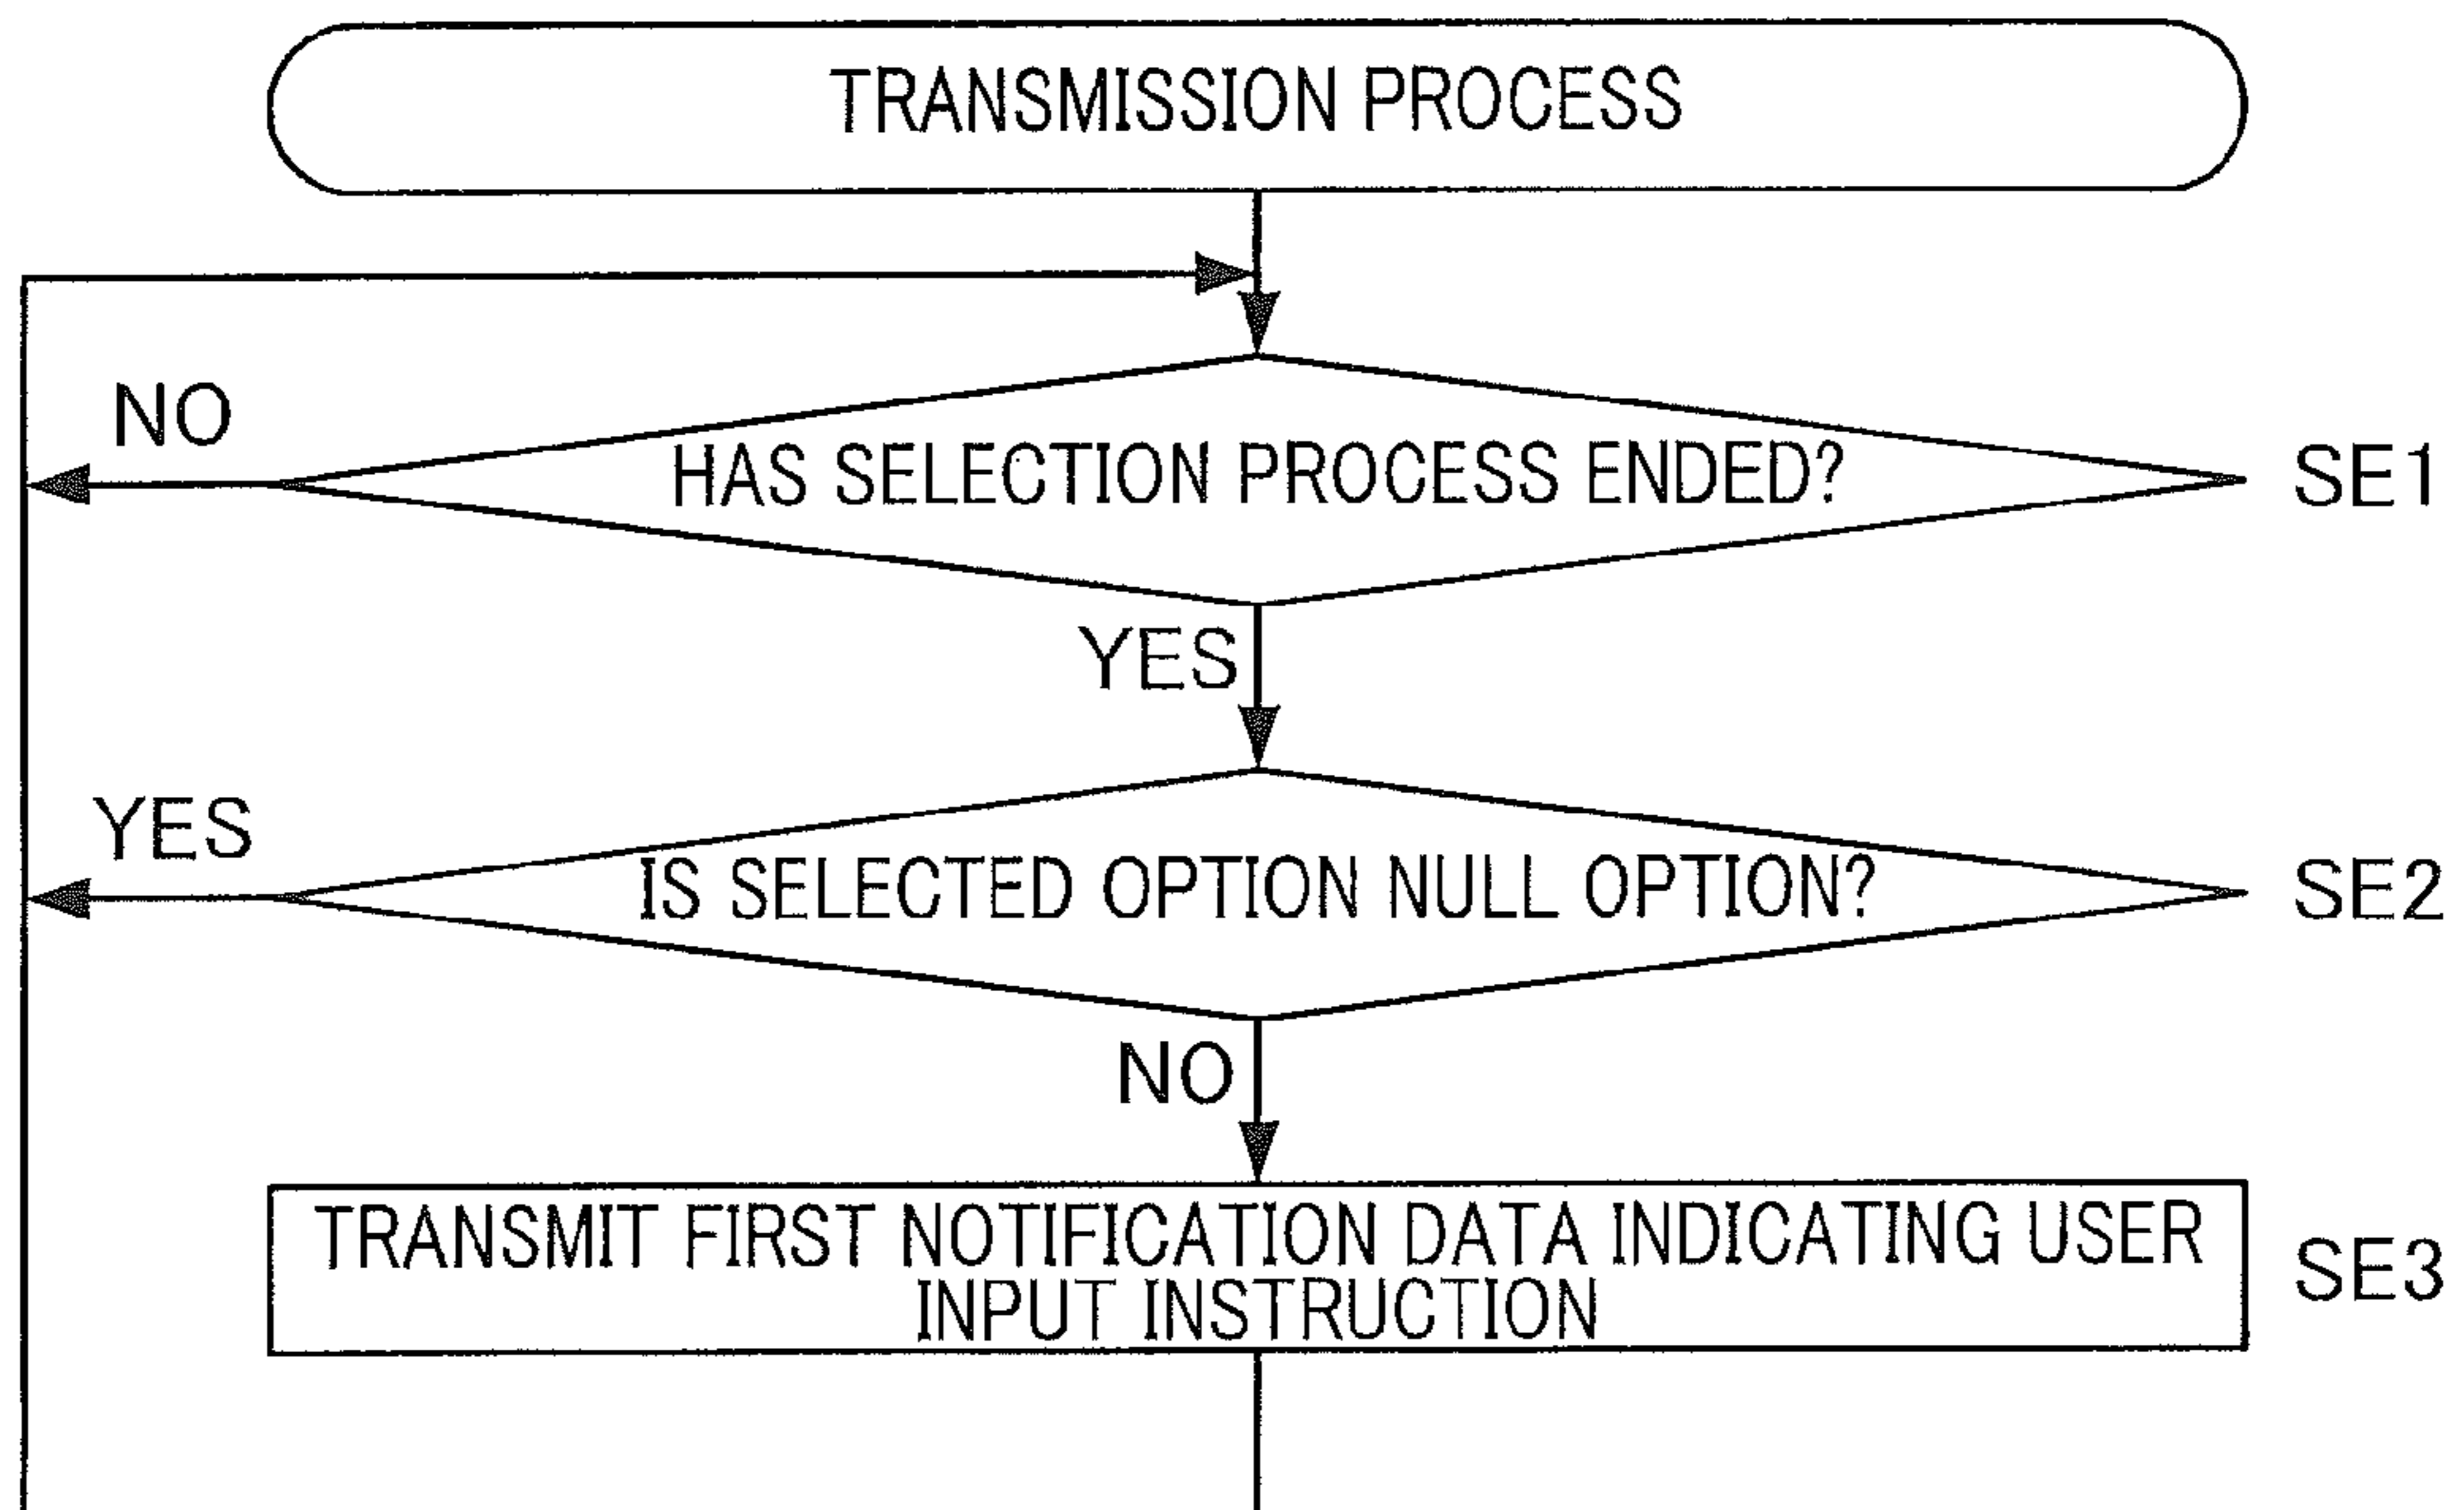 TRANSMISSION PROCESS
NO
HAS SELECTION PROCESS ENDED?
SE1
YES
YES
IS SELECTED OPTION NULL OPTION?
SE2
NO
TRANSMIT FIRST NOTIFICATION DATA INDICATING USER
INPUT INSTRUCTION
SE3